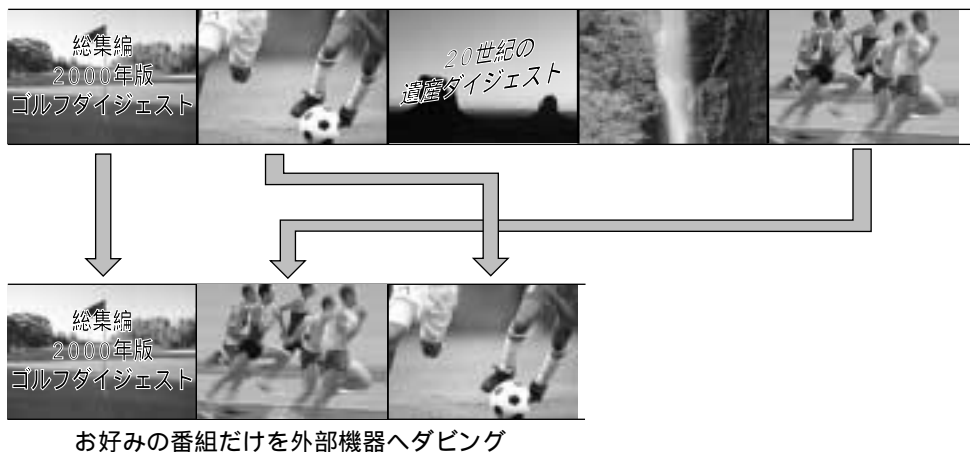 総集編
2000年版
ゴルフダイジェスト
20世紀の
遺産ダイジェスト
総集編
2000年版
ゴルフダイジェスト
お好みの番組だけを外部機器へダビング